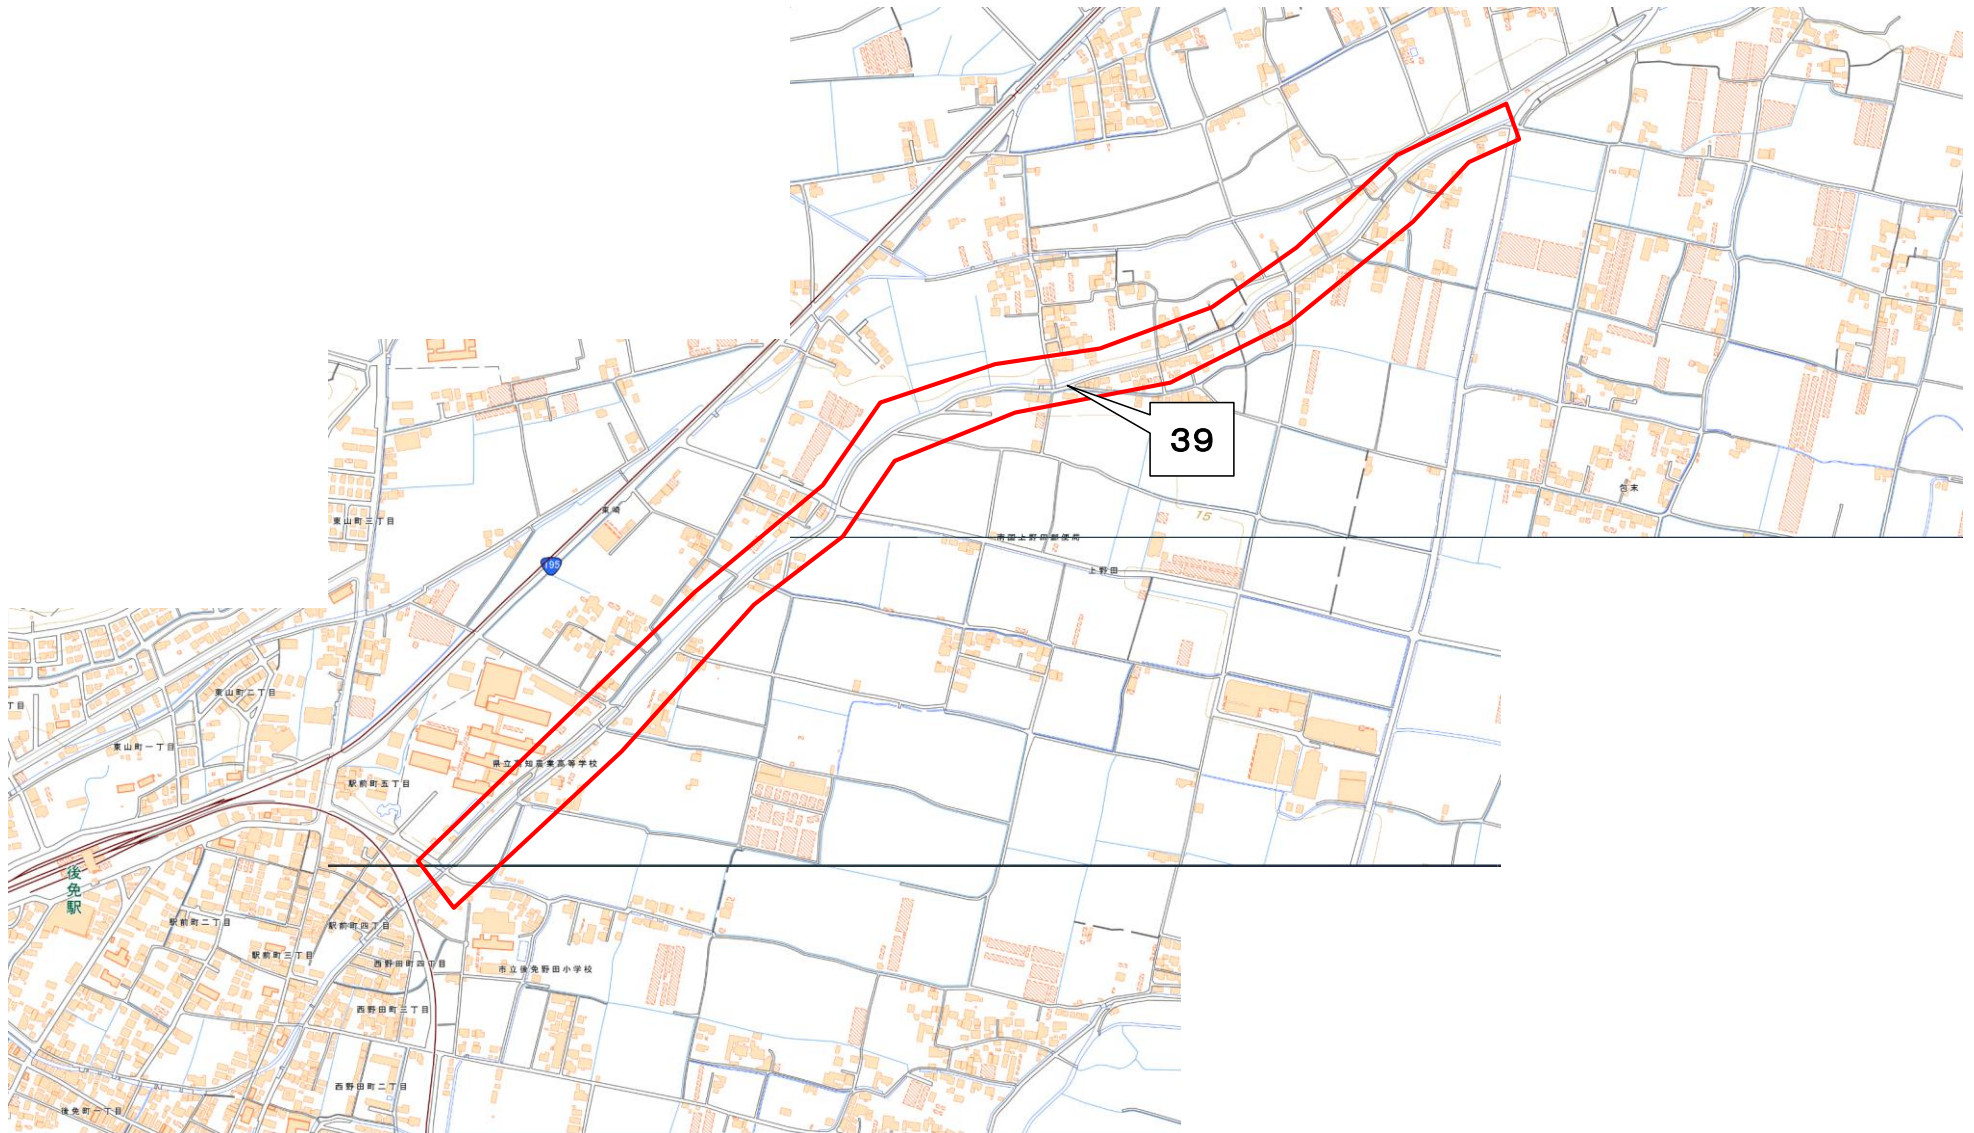 39
包末
東山町三丁目
東崎
15
南国上野田郵便局
195
上野田
東山町二丁目
丁目
東山町一丁目
県立高知農業高等学校
駅前町五丁目
後免駅
駅前町二丁目
駅前町四丁目
駅前町三丁目
西野田町四丁目
市立後免野田小学校
西野田町三丁目
西野田町二丁目
後免町一丁目